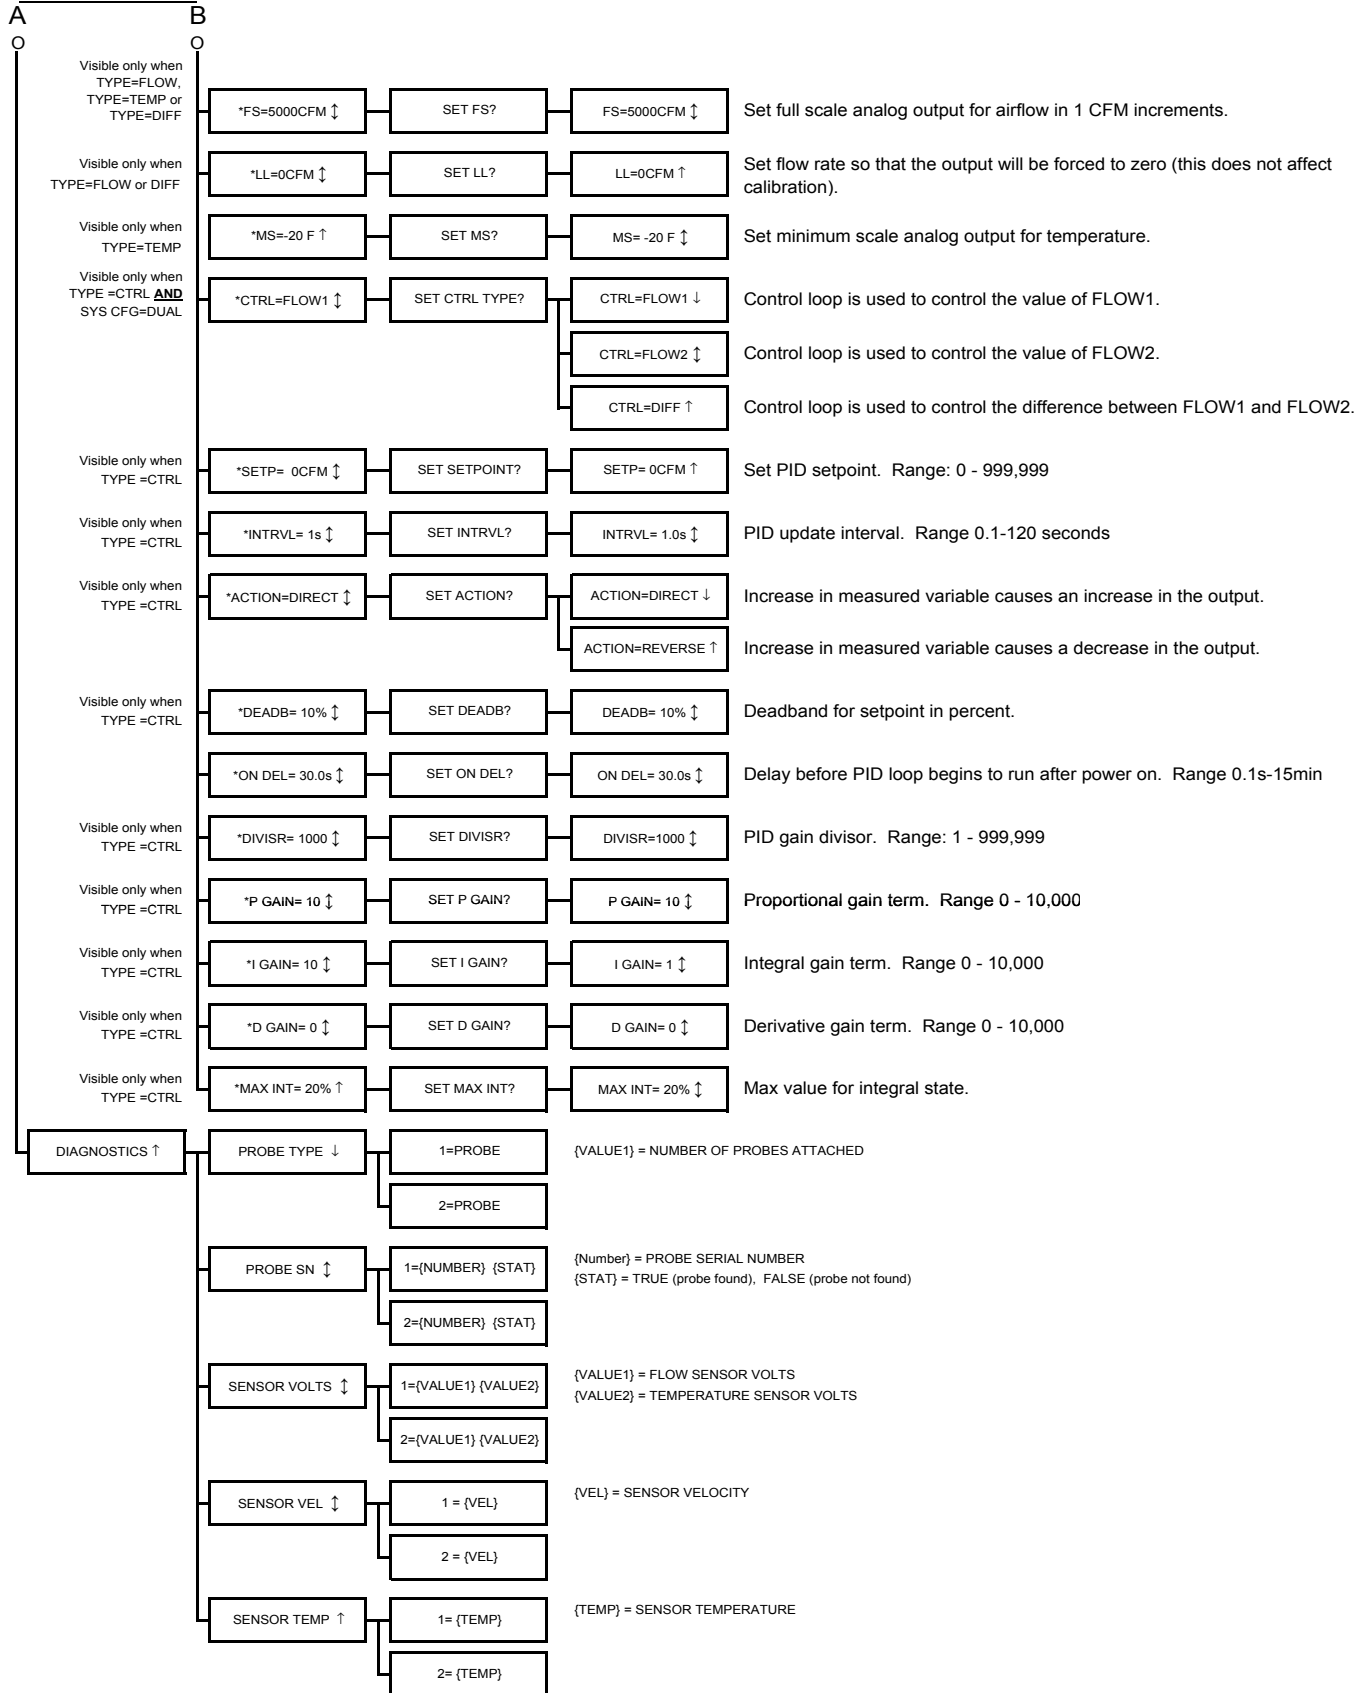 A B
O O
Visible only when
TYPE=FLOW,
TYPE=TEMP or
TYPE=DIFF
*FS=5000CFM ↕ SET FS? FS=5000CFM ↕ Set full scale analog output for airflow in 1 CFM increments.
Visible only when
TYPE=FLOW or DIFF
*LL=0CFM ↕ SET LL? LL=0CFM ↑ Set flow rate so that the output will be forced to zero (this does not affect
calibration).
Visible only when
TYPE=TEMP
*MS=-20 F ↑ SET MS? MS= -20 F ↕ Set minimum scale analog output for temperature.
Visible only when
TYPE =CTRL AND
SYS CFG=DUAL
*CTRL=FLOW1 ↕ SET CTRL TYPE? CTRL=FLOW1 ↓ Control loop is used to control the value of FLOW1.
CTRL=FLOW2 ↕ Control loop is used to control the value of FLOW2.
CTRL=DIFF ↑ Control loop is used to control the difference between FLOW1 and FLOW2.
Visible only when
TYPE =CTRL
*SETP= 0CFM ↕ SET SETPOINT? SETP= 0CFM ↑ Set PID setpoint. Range: 0 - 999,999
Visible only when
TYPE =CTRL
*INTRVL= 1s ↕ SET INTRVL? INTRVL= 1.0s ↕ PID update interval. Range 0.1-120 seconds
Visible only when
TYPE =CTRL
*ACTION=DIRECT ↕ SET ACTION? ACTION=DIRECT ↓ Increase in measured variable causes an increase in the output.
ACTION=REVERSE ↑ Increase in measured variable causes a decrease in the output.
Visible only when
TYPE =CTRL
*DEADB= 10% ↕ SET DEADB? DEADB= 10% ↕ Deadband for setpoint in percent.
*ON DEL= 30.0s ↕ SET ON DEL? ON DEL= 30.0s ↕ Delay before PID loop begins to run after power on. Range 0.1s-15min
Visible only when
TYPE =CTRL
*DIVISR= 1000 ↕ SET DIVISR? DIVISR=1000 ↕ PID gain divisor. Range: 1 - 999,999
Visible only when
TYPE =CTRL
*P GAIN= 10 ↕ SET P GAIN? P GAIN= 10 ↕ Proportional gain term. Range 0 - 10,000
Visible only when
TYPE =CTRL
*I GAIN= 10 ↕ SET I GAIN? I GAIN= 1 ↕ Integral gain term. Range 0 - 10,000
Visible only when
TYPE =CTRL
*D GAIN= 0 ↕ SET D GAIN? D GAIN= 0 ↕ Derivative gain term. Range 0 - 10,000
Visible only when
TYPE =CTRL
*MAX INT= 20% ↑ SET MAX INT? MAX INT= 20% ↕ Max value for integral state.
DIAGNOSTICS ↑ PROBE TYPE ↓ 1=PROBE {VALUE1} = NUMBER OF PROBES ATTACHED
2=PROBE
PROBE SN ↕ 1={NUMBER} {STAT} {Number} = PROBE SERIAL NUMBER
{STAT} = TRUE (probe found), FALSE (probe not found)
2={NUMBER} {STAT}
SENSOR VOLTS ↕ 1={VALUE1} {VALUE2} {VALUE1} = FLOW SENSOR VOLTS
{VALUE2} = TEMPERATURE SENSOR VOLTS
2={VALUE1} {VALUE2}
SENSOR VEL ↕ 1 = {VEL} {VEL} = SENSOR VELOCITY
2 = {VEL}
SENSOR TEMP ↑ 1= {TEMP} {TEMP} = SENSOR TEMPERATURE
2= {TEMP}